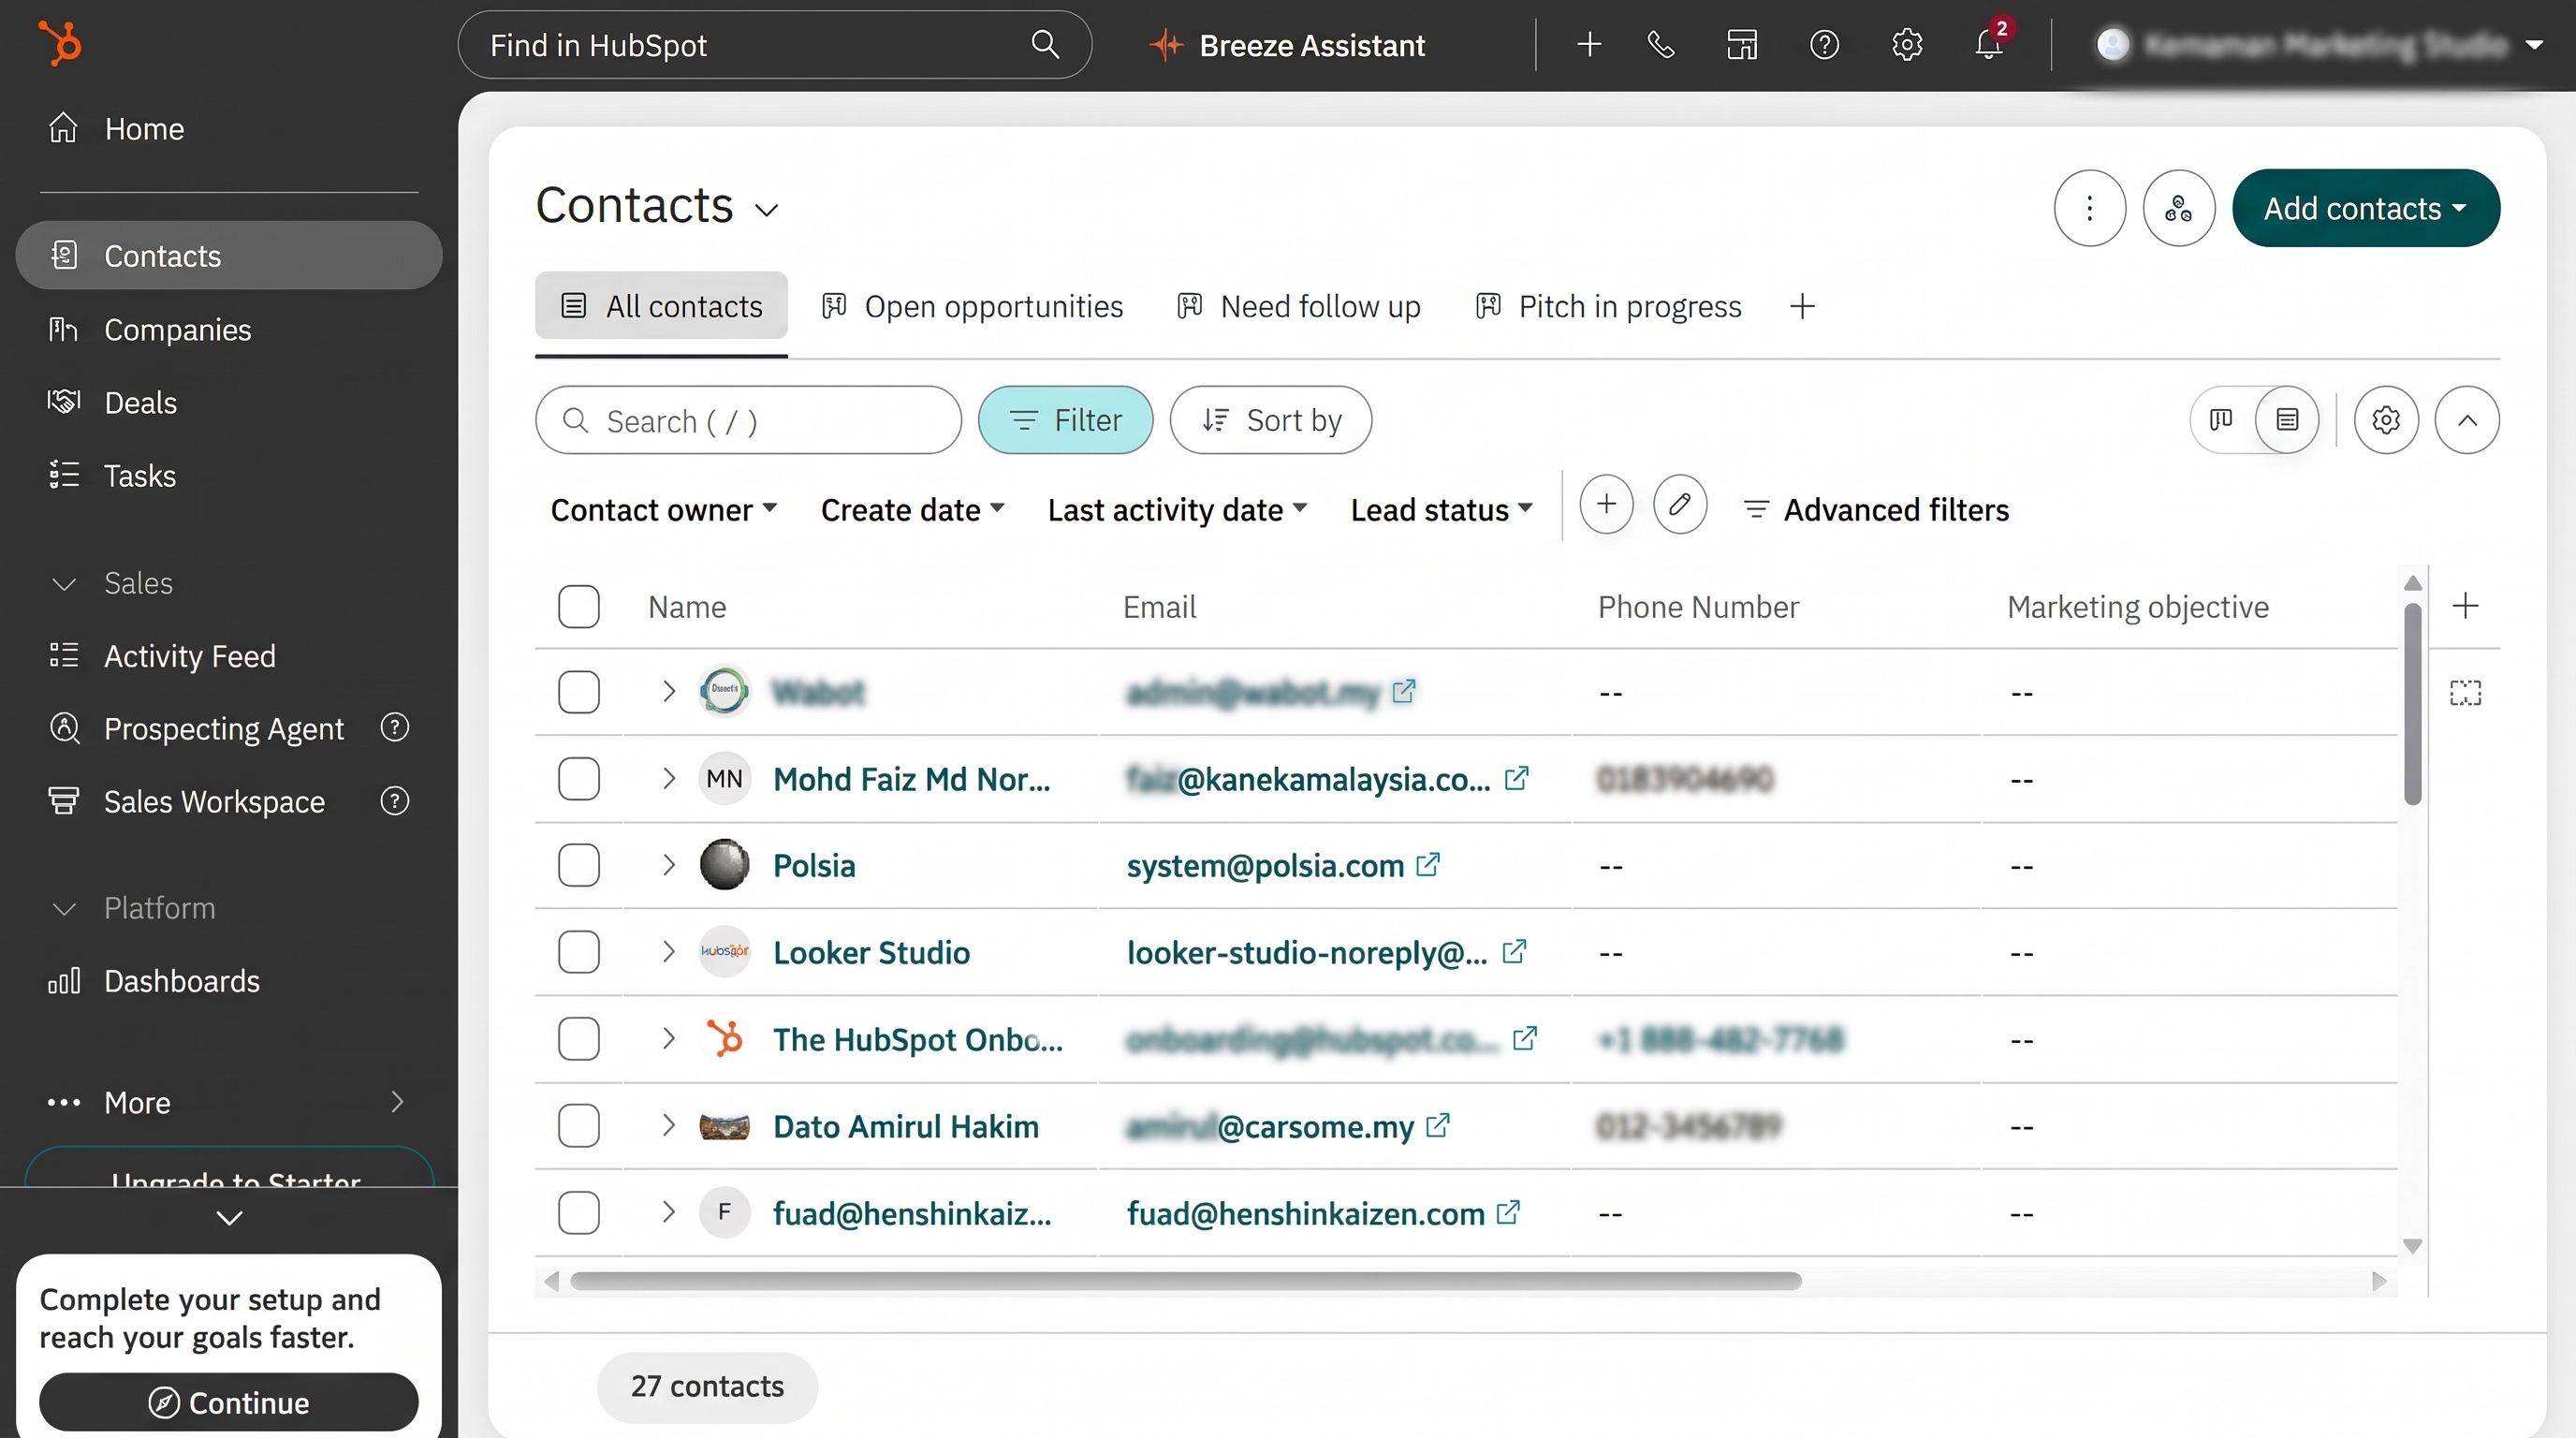 Find in HubSpot
Breeze Assistant
2
Home
Contacts
Companies
Deals
Tasks
Sales
Activity Feed
Prospecting Agent
Sales Workspace
Platform
Dashboards
More
Upgrade to Starter
Complete your setup and
reach your goals faster.
Continue
Contacts
Add contacts
All contacts
Open opportunities
Need follow up
Pitch in progress
Search ( / )
Filter
Sort by
Contact owner
Create date
Last activity date
Lead status
Advanced filters
Name Email Phone Number Marketing objective
-- --
MN Mohd Faiz Md Nor... @kanekamalaysia.co... --
Polsia system@polsia.com -- --
Looker Studio looker-studio-noreply@... -- --
The HubSpot Onbo... --
Dato Amirul Hakim @carsome.my --
F fuad@henshinkaiz... fuad@henshinkaizen.com -- --
27 contacts